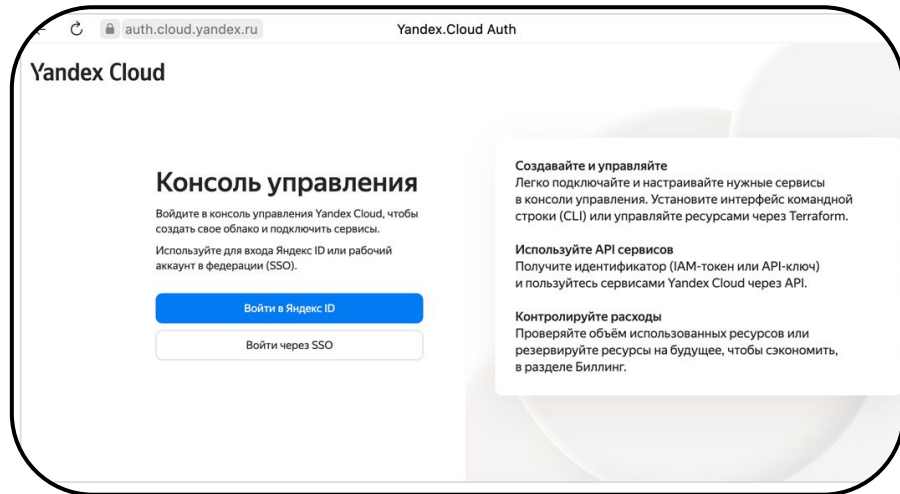 auth.cloud.yandex.ru
Yandex.Cloud Auth
Yandex Cloud
Консоль управления
Войдите в консоль управления Yandex Cloud, чтобы
создать свое облако и подключить сервисы.
Используйте для входа Яндекс ID или рабочий
аккаунт в федерации (SSO).
Войти в Яндекс ID
Войти через SSO
Создавайте и управляйте
Легко подключайте и настраивайте нужные сервисы
в консоли управления. Установите интерфейс командной
строки (CLI) или управляйте ресурсами через Terraform.
Используйте API сервисов
Получите идентификатор (IAM-токен или API-ключ)
и пользуйтесь сервисами Yandex Cloud через API.
Контролируйте расходы
Проверяйте объём использованных ресурсов или
резервируйте ресурсы на будущее, чтобы сэкономить,
в разделе Биллинг.